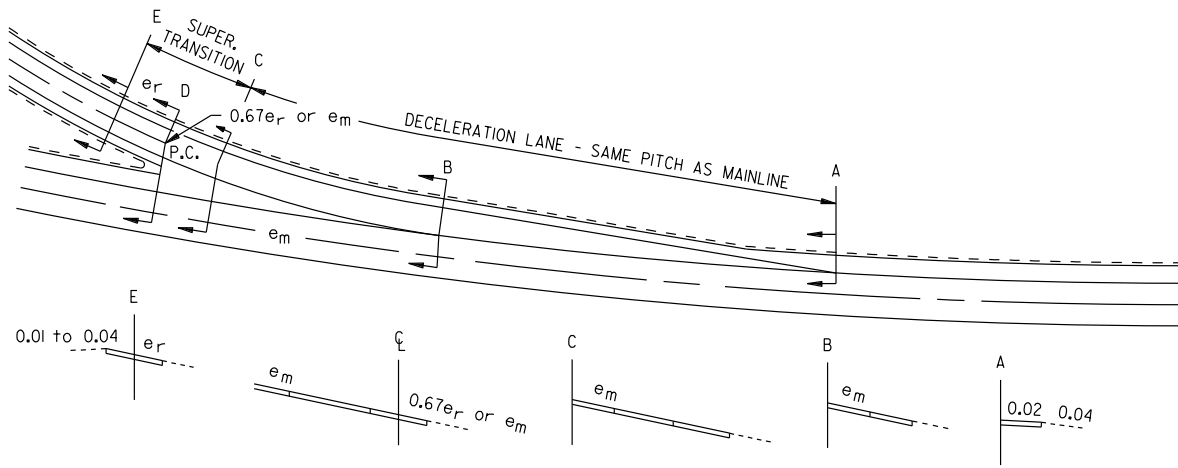 E
SUPER.
TRANSITION
C
er
D
0.67er or em
P.C.
DECELERATION LANE - SAME PITCH AS MAINLINE
A
B
em
E
0.01 to 0.04
er
℄
em
0.67er or em
C
em
B
em
A
0.02 0.04